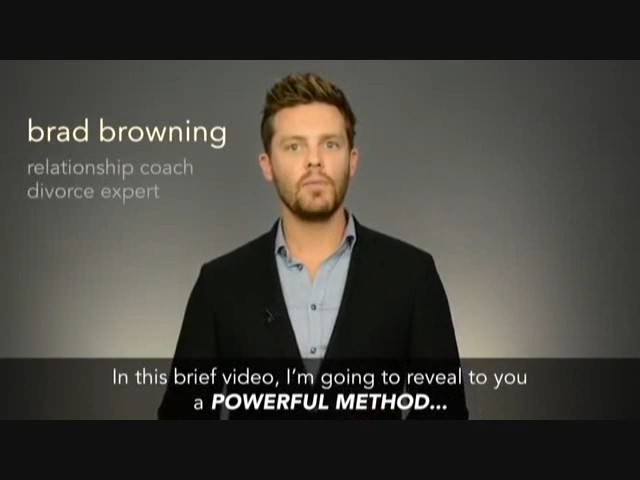 brad browning
relationship coach
divorce expert
In this brief video, I'm going to reveal to you
a POWERFUL METHOD...